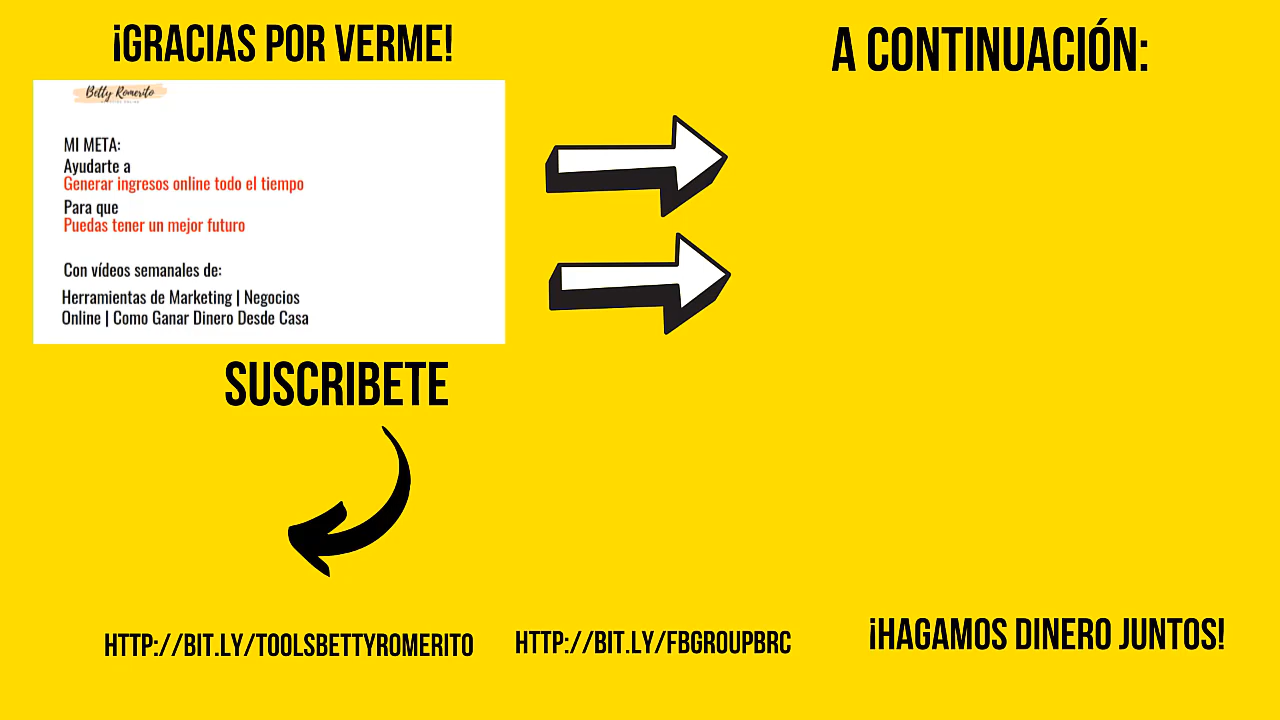 ¡GRACIAS POR VERME!
A CONTINUACIÓN:
Betty Romerito
MI META:
Ayudarte a
Generar ingresos online todo el tiempo
Para que
Puedas tener un mejor futuro
Con vídeos semanales de:
Herramientas de Marketing | Negocios
Online | Como Ganar Dinero Desde Casa
SUSCRIBETE
HTTP://BIT.LY/TOOLSBETTYROMERITO
HTTP://BIT.LY/FBGROUPBRC
¡HAGAMOS DINERO JUNTOS!